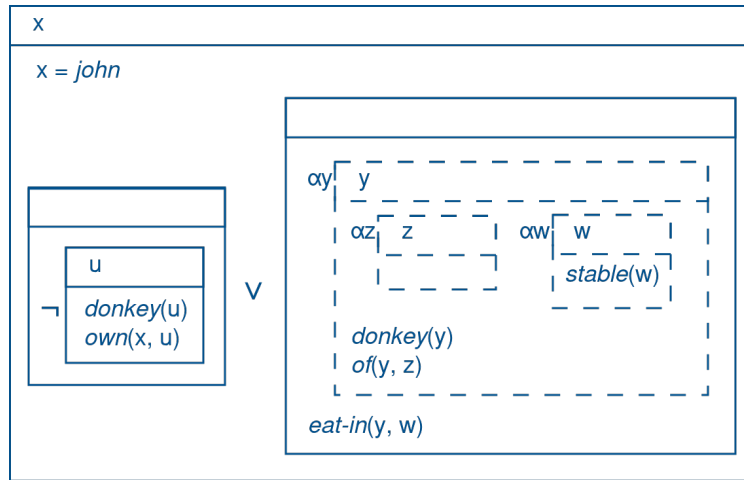 x
x = john
αy y
αz z αw w
stable(w)
u
donkey(u)
own(x, u)
¬
∨
donkey(y)
of(y, z)
eat-in(y, w)